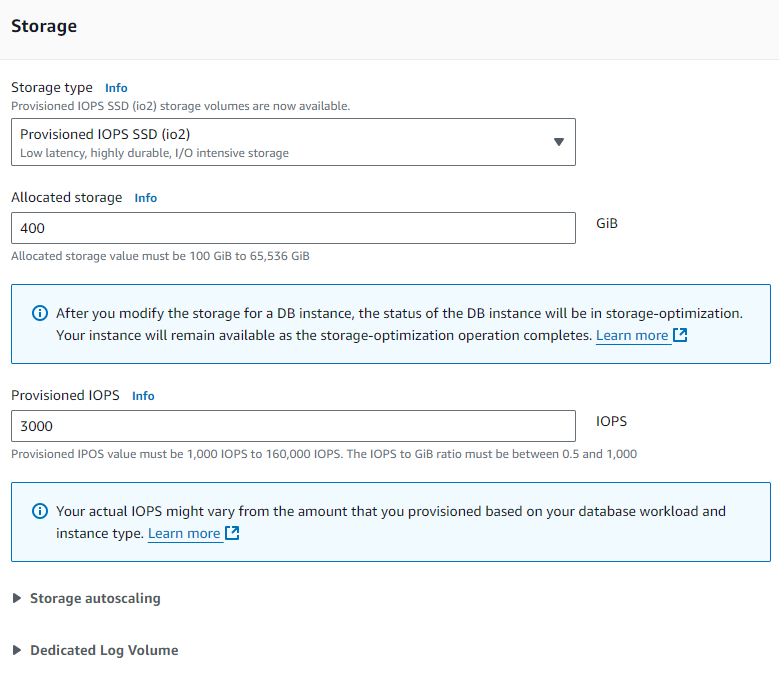 Storage
Storage type Info
Provisioned IOPS SSD (io2) storage volumes are now available.
Provisioned IOPS SSD (io2)
Low latency, highly durable, I/O intensive storage
Allocated storage Info
400
GiB
Allocated storage value must be 100 GiB to 65,536 GiB
After you modify the storage for a DB instance, the status of the DB instance will be in storage-optimization.
Your instance will remain available as the storage-optimization operation completes. Learn more
Provisioned IOPS Info
3000
IOPS
Provisioned IPOS value must be 1,000 IOPS to 160,000 IOPS. The IOPS to GiB ratio must be between 0.5 and 1,000
Your actual IOPS might vary from the amount that you provisioned based on your database workload and
instance type. Learn more
Storage autoscaling
Dedicated Log Volume